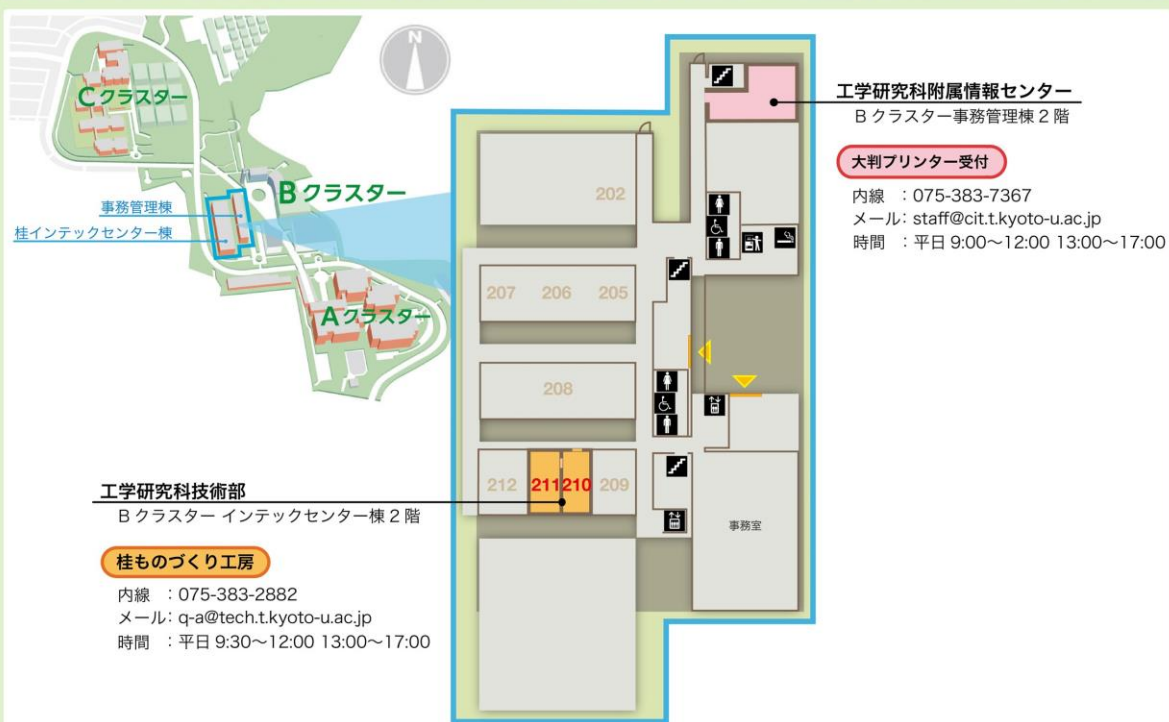 N
Cクラスター
Bクラスター
事務管理棟
桂インテックセンター棟
Aクラスター
工学研究科附属情報センター
Bクラスター事務管理棟2階
大判プリンター受付
内線 ：075-383-7367
メール：staff@cit.t.kyoto-u.ac.jp
時間 ：平日 9:00～12:00 13:00～17:00
202
207 206 205
208
212 211 210 209
事務室
工学研究科技術部
Bクラスター インテックセンター棟2階
桂ものづくり工房
内線 ：075-383-2882
メール：q-a@tech.t.kyoto-u.ac.jp
時間 ：平日 9:30～12:00 13:00～17:00